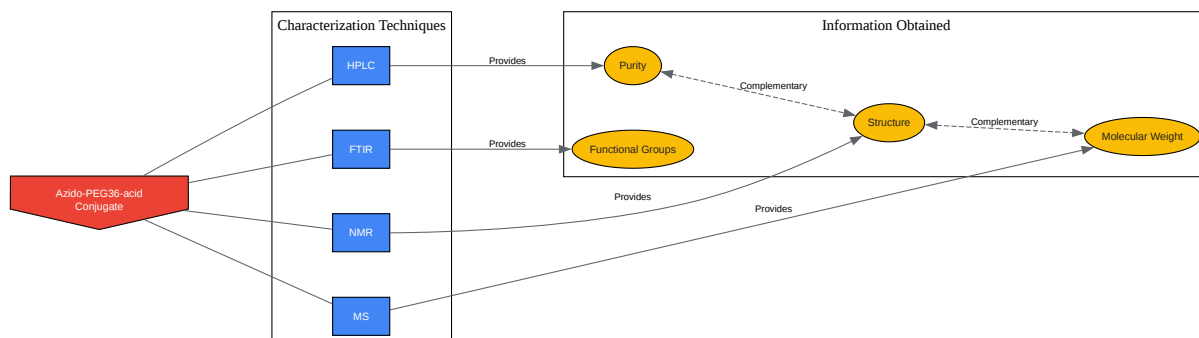 Characterization Techniques
Information Obtained
HPLC
Provides
Purity
Complementary
Structure
Complementary
Molecular Weight
FTIR
Provides
Functional Groups
Azido-PEG36-acid
Conjugate
NMR
Provides
Provides
MS